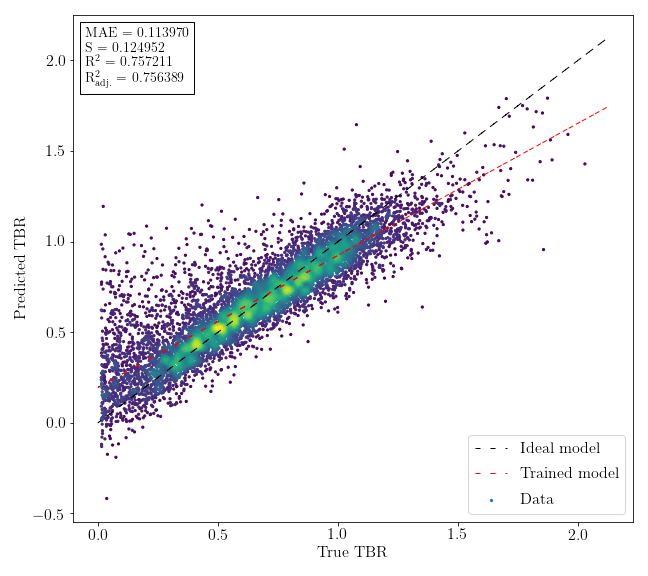 MAE = 0.113970
S = 0.124952
R² = 0.757211
R²adj. = 0.756389
2.0
1.5
1.0
0.5
0.0
−0.5
Predicted TBR
Ideal model
Trained model
Data
0.0 0.5 1.0 1.5 2.0
True TBR